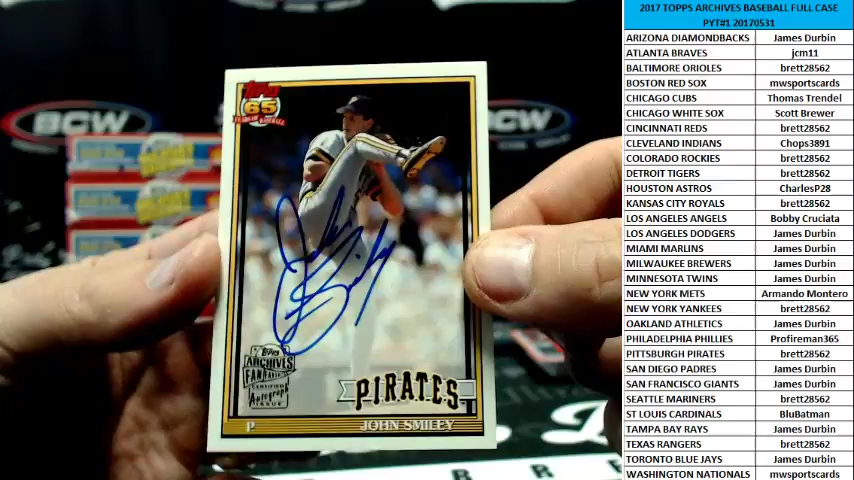 2017 TOPPS ARCHIVES BASEBALL FULL CASE
PYT#1 20170531
ARIZONA DIAMONDBACKS James Durbin
ATLANTA BRAVES jcm11
BALTIMORE ORIOLES brett28562
BOSTON RED SOX mwsportscards
CHICAGO CUBS Thomas Trendel
CHICAGO WHITE SOX Scott Brewer
CINCINNATI REDS brett28562
CLEVELAND INDIANS Chops3891
COLORADO ROCKIES brett28562
DETROIT TIGERS brett28562
HOUSTON ASTROS CharlesP28
KANSAS CITY ROYALS brett28562
LOS ANGELES ANGELS Bobby Cruciata
LOS ANGELES DODGERS James Durbin
MIAMI MARLINS James Durbin
MILWAUKEE BREWERS James Durbin
MINNESOTA TWINS James Durbin
NEW YORK METS Armando Montero
NEW YORK YANKEES brett28562
OAKLAND ATHLETICS James Durbin
PHILADELPHIA PHILLIES Profireman365
PITTSBURGH PIRATES brett28562
SAN DIEGO PADRES James Durbin
SAN FRANCISCO GIANTS James Durbin
SEATTLE MARINERS brett28562
ST LOUIS CARDINALS BluBatman
TAMPA BAY RAYS James Durbin
TEXAS RANGERS brett28562
TORONTO BLUE JAYS James Durbin
WASHINGTON NATIONALS mwsportscards
BCW
BCW
Topps
65
YEARS OF BASEBALL
John
Smiley
Topps
ARCHIVES
FAN FAVORITES
CERTIFIED
Autograph
ISSUE
PIRATES
P JOHN SMILEY